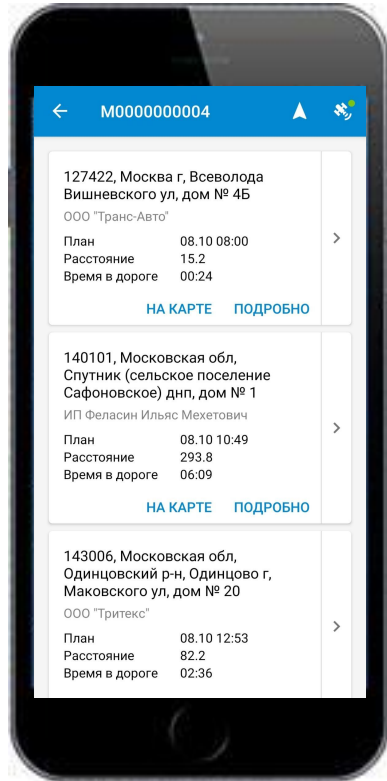 М0000000004
127422, Москва г, Всеволода
Вишневского ул, дом № 4Б
ООО "Транс-Авто"
План 08.10 08:00
Расстояние 15.2
Время в дороге 00:24
НА КАРТЕ ПОДРОБНО
140101, Московская обл,
Спутник (сельское поселение
Сафоновское) днп, дом № 1
ИП Феласин Ильяс Мехетович
План 08.10 10:49
Расстояние 293.8
Время в дороге 06:09
НА КАРТЕ ПОДРОБНО
143006, Московская обл,
Одинцовский р-н, Одинцово г,
Маковского ул, дом № 20
ООО "Тритекс"
План 08.10 12:53
Расстояние 82.2
Время в дороге 02:36